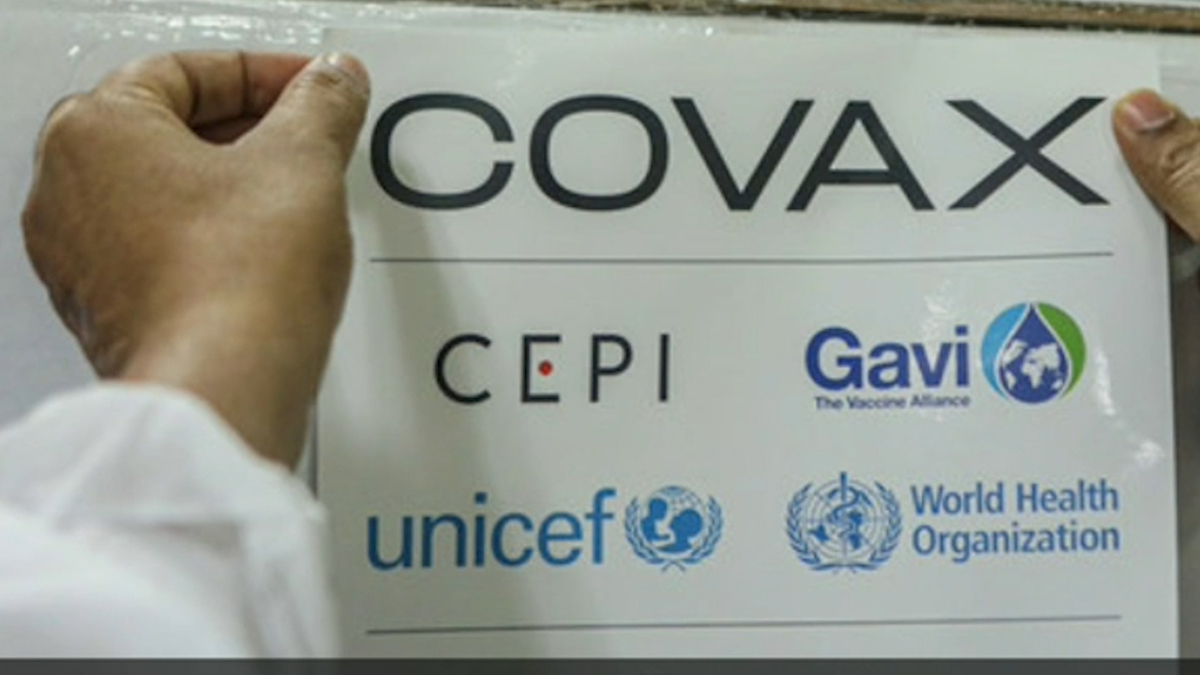 COVAX
CEPI
Gavi
The Vaccine Alliance
unicef
World Health
Organization